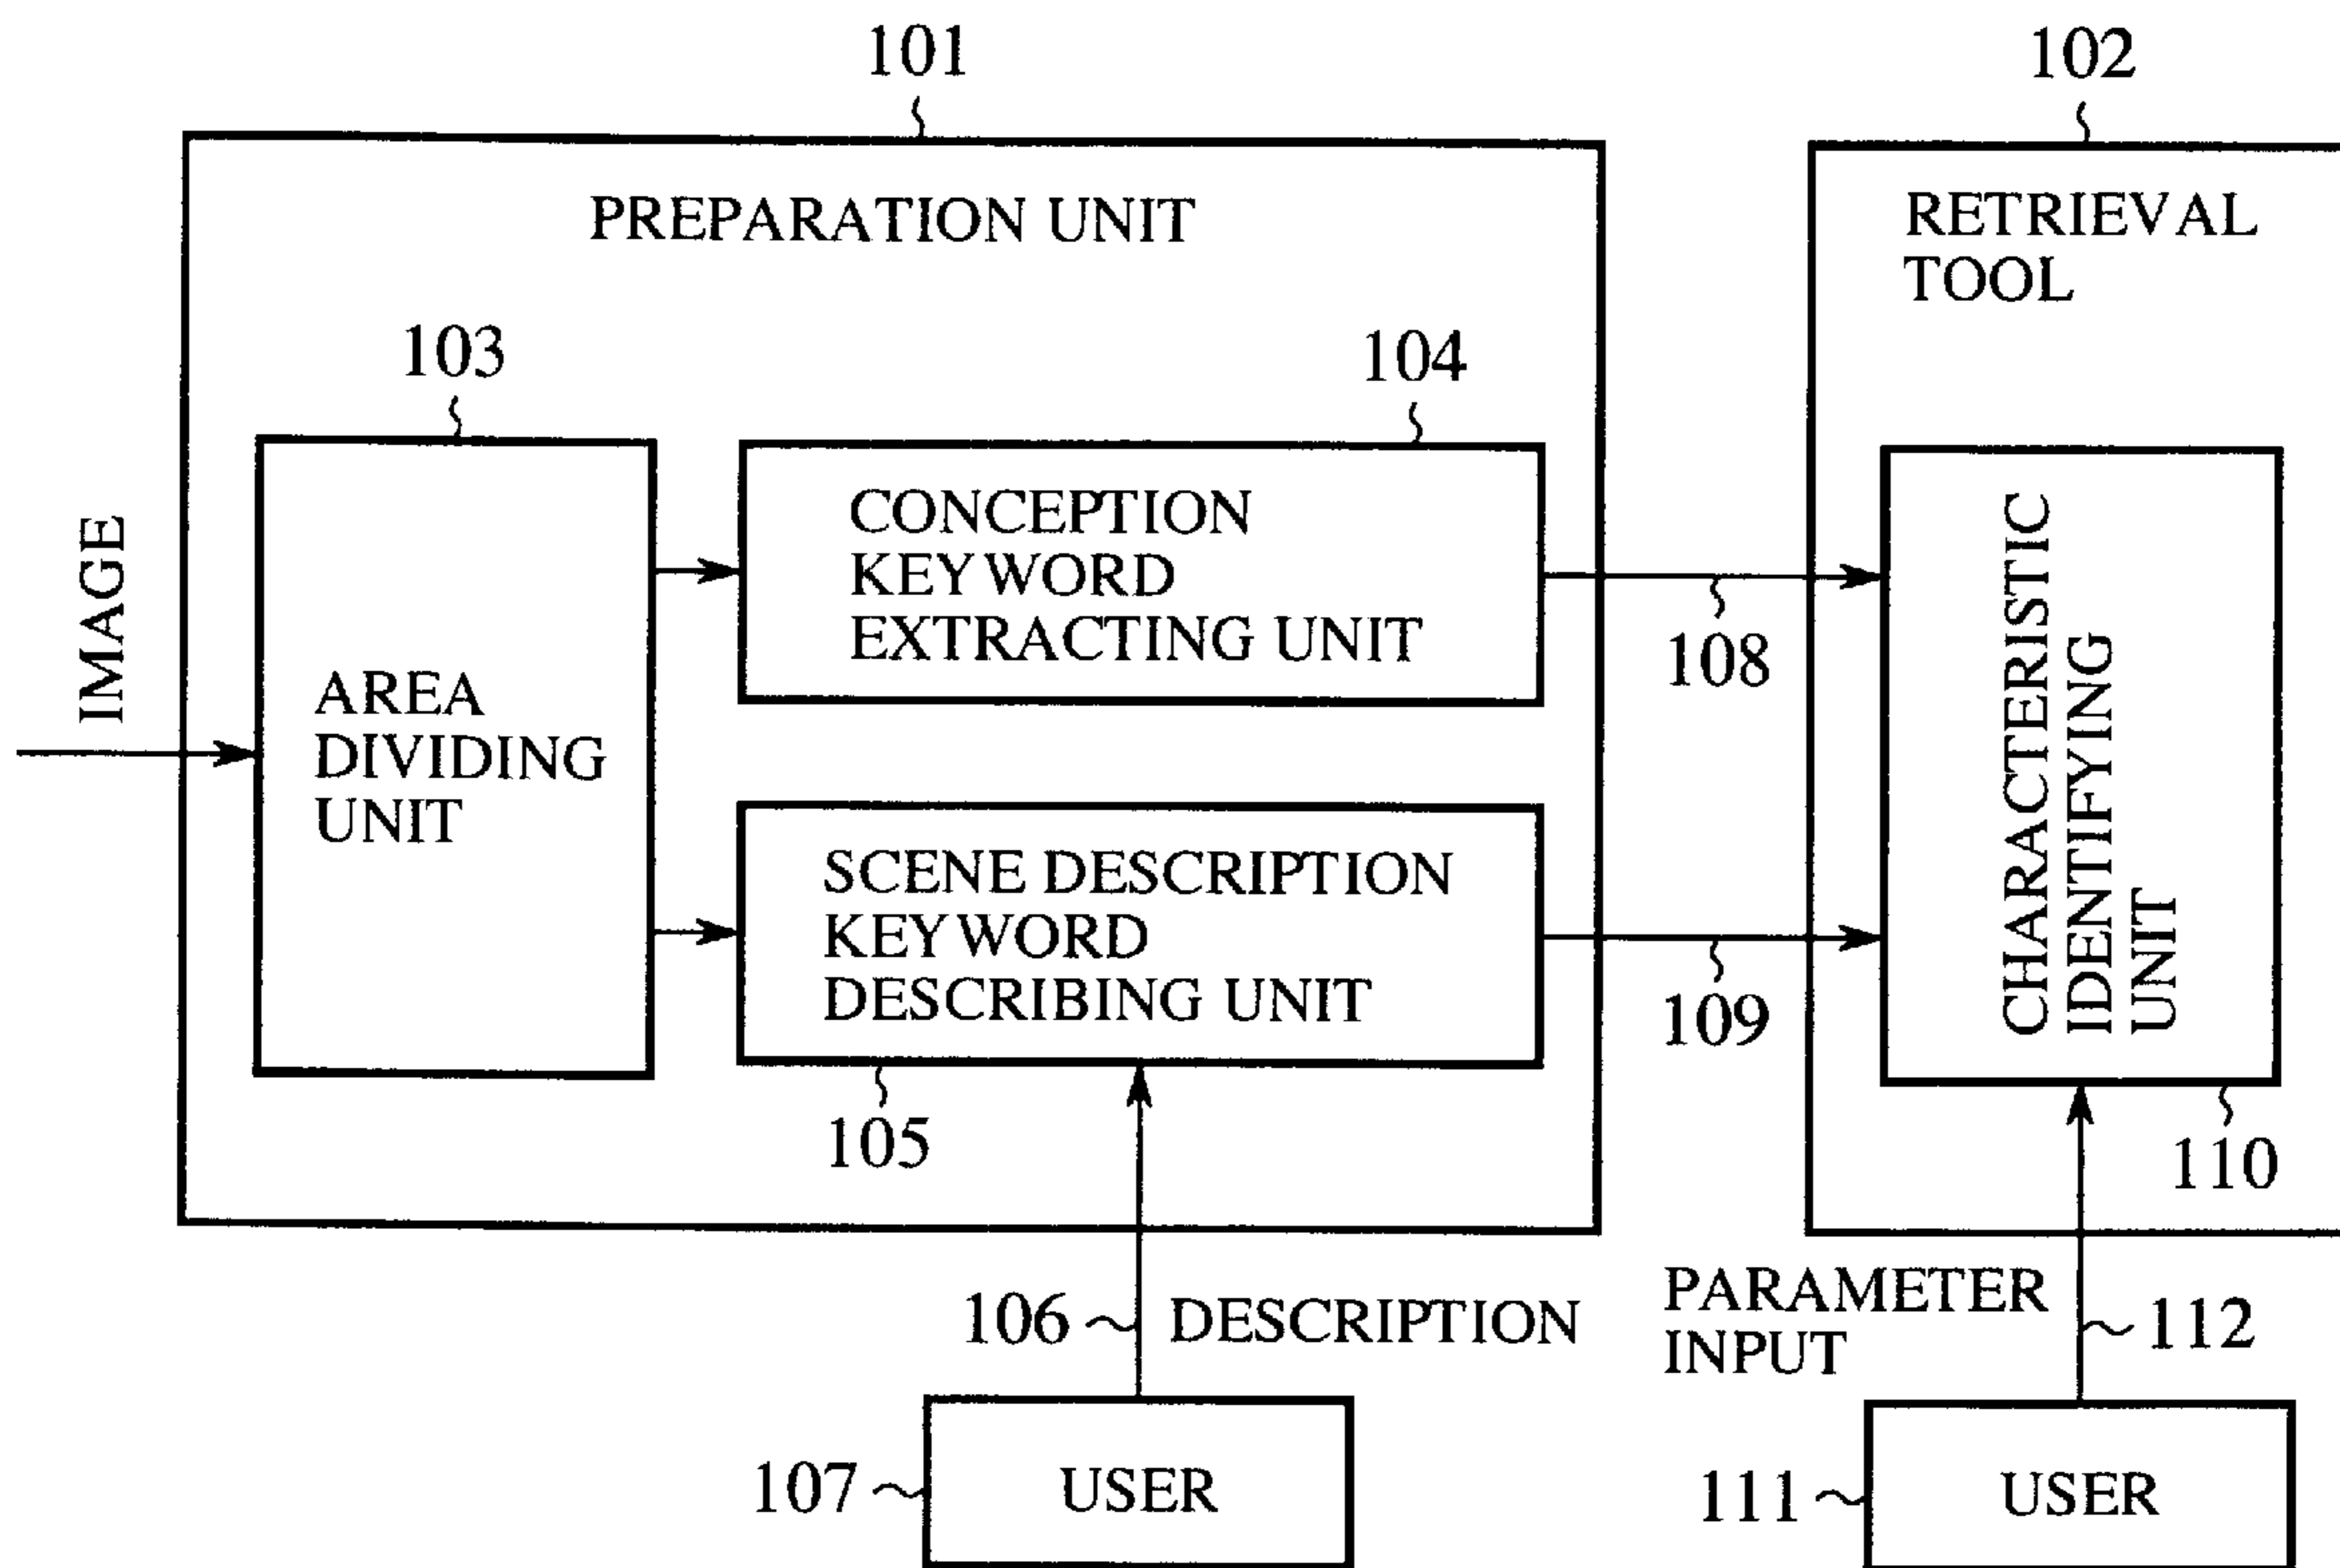 101
102
PREPARATION UNIT
RETRIEVAL
TOOL
103
104
IMAGE
AREA
DIVIDING
UNIT
CONCEPTION
KEYWORD
EXTRACTING UNIT
108
SCENE DESCRIPTION
KEYWORD
DESCRIBING UNIT
109
CHARACTERISTIC
IDENTIFYING
UNIT
105
110
106
DESCRIPTION
PARAMETER
INPUT
112
107
USER
111
USER